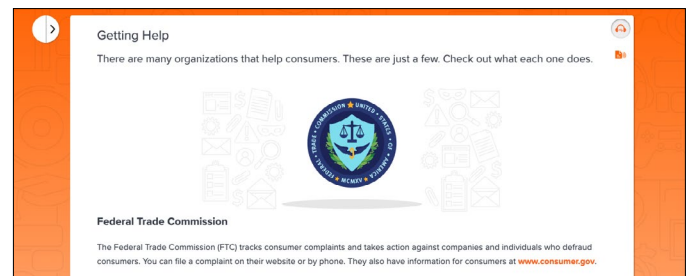 Getting Help
There are many organizations that help consumers. These are just a few. Check out what each one does.
FEDERAL TRADE COMMISSION ★ UNITED STATES OF AMERICA
★ MCMXV ★
Federal Trade Commission
The Federal Trade Commission (FTC) tracks consumer complaints and takes action against companies and individuals who defraud
consumers. You can file a complaint on their website or by phone. They also have information for consumers at www.consumer.gov.